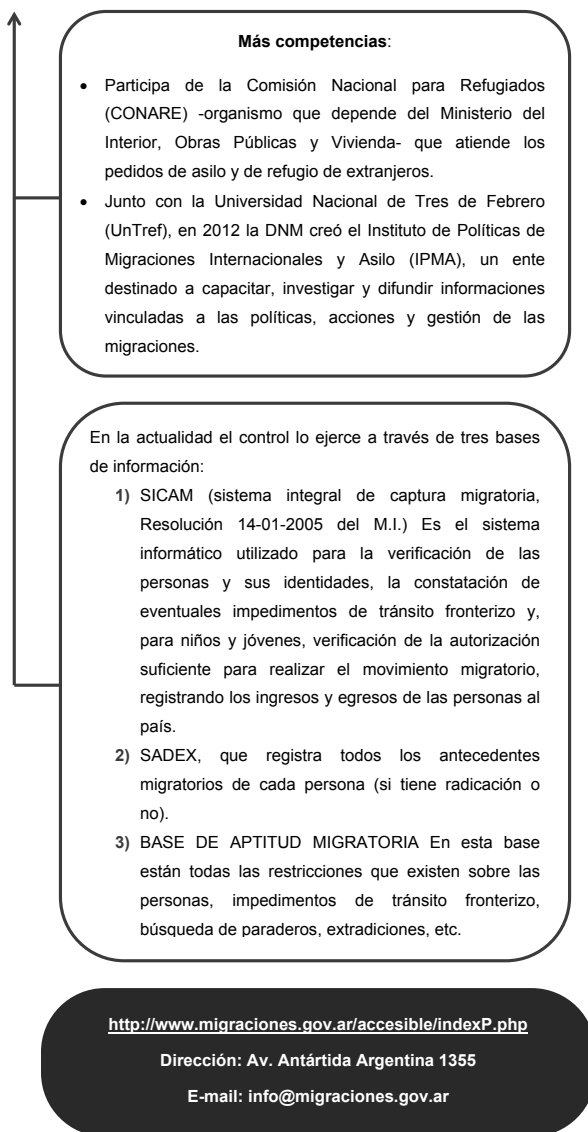 Más competencias:
• Participa de la Comisión Nacional para Refugiados
(CONARE) -organismo que depende del Ministerio del
Interior, Obras Públicas y Vivienda- que atiende los
pedidos de asilo y de refugio de extranjeros.
• Junto con la Universidad Nacional de Tres de Febrero
(UnTref), en 2012 la DNM creó el Instituto de Políticas de
Migraciones Internacionales y Asilo (IPMA), un ente
destinado a capacitar, investigar y difundir informaciones
vinculadas a las políticas, acciones y gestión de las
migraciones.
En la actualidad el control lo ejerce a través de tres bases
de información:
1) SICAM (sistema integral de captura migratoria,
Resolución 14-01-2005 del M.I.) Es el sistema
informático utilizado para la verificación de las
personas y sus identidades, la constatación de
eventuales impedimentos de tránsito fronterizo y,
para niños y jóvenes, verificación de la autorización
suficiente para realizar el movimiento migratorio,
registrando los ingresos y egresos de las personas al
país.
2) SADEX, que registra todos los antecedentes
migratorios de cada persona (si tiene radicación o
no).
3) BASE DE APTITUD MIGRATORIA En esta base
están todas las restricciones que existen sobre las
personas, impedimentos de tránsito fronterizo,
búsqueda de paraderos, extradiciones, etc.
http://www.migraciones.gov.ar/accesible/indexP.php
Dirección: Av. Antártida Argentina 1355
E-mail: info@migraciones.gov.ar